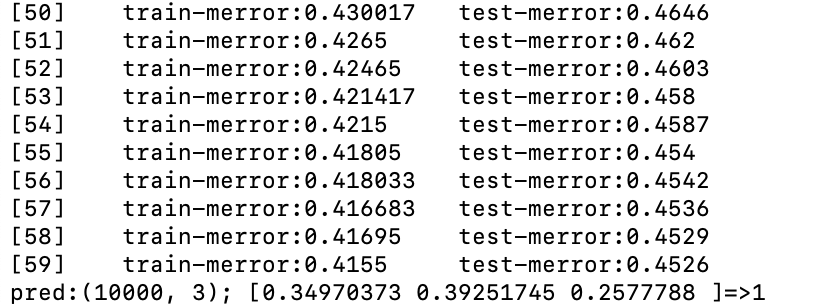 [50]	train-merror:0.430017	test-merror:0.4646
[51]	train-merror:0.4265	test-merror:0.462
[52]	train-merror:0.42465	test-merror:0.4603
[53]	train-merror:0.421417	test-merror:0.458
[54]	train-merror:0.4215	test-merror:0.4587
[55]	train-merror:0.41805	test-merror:0.454
[56]	train-merror:0.418033	test-merror:0.4542
[57]	train-merror:0.416683	test-merror:0.4536
[58]	train-merror:0.41695	test-merror:0.4529
[59]	train-merror:0.4155	test-merror:0.4526
pred:(10000, 3); [0.34970373 0.39251745 0.2577788 ]=>1